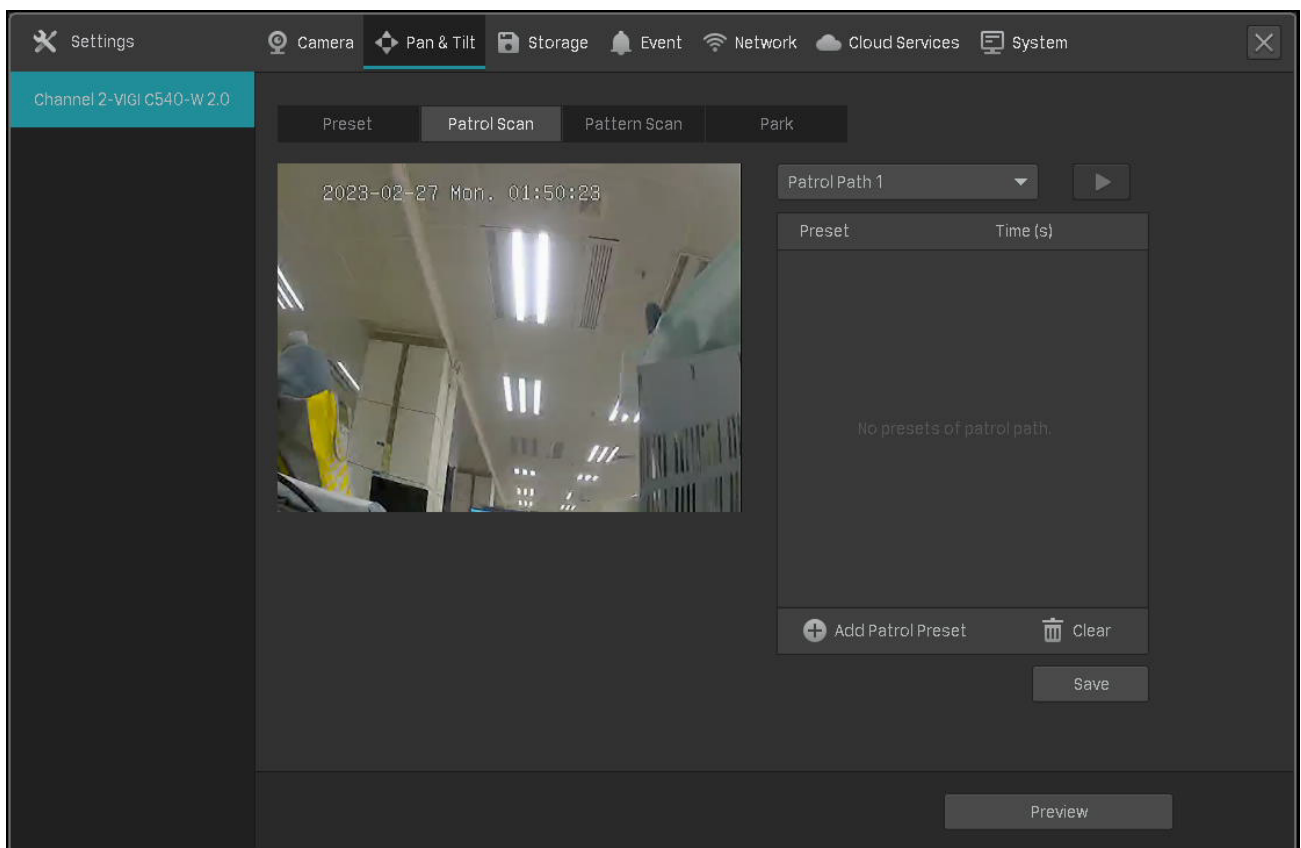 Settings
Camera Pan & Tilt Storage Event Network Cloud Services System
Channel 2-VIGI C540-W 2.0
Preset Patrol Scan Pattern Scan Park
2023-02-27 Mon. 01:50:23
Patrol Path 1
Preset Time (s)
No presets of patrol path.
Add Patrol Preset Clear
Save
Preview